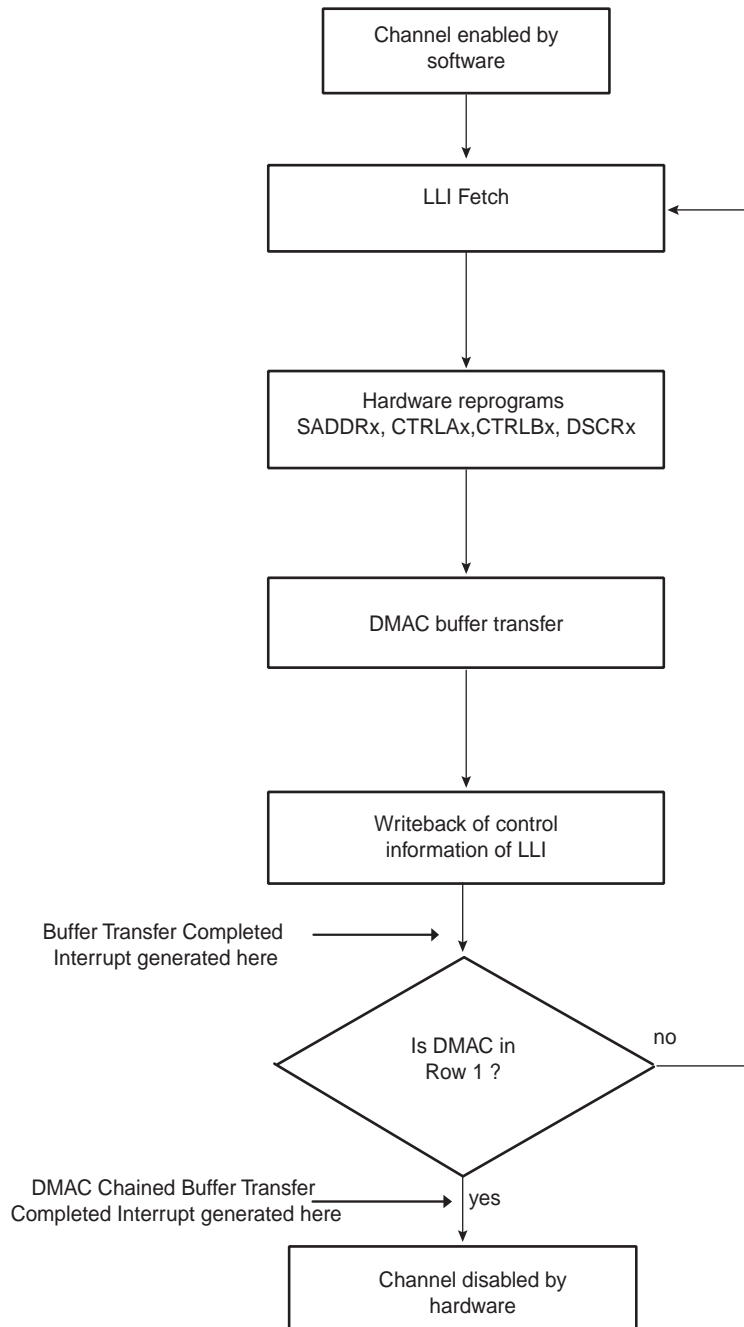 Channel enabled by
software
LLI Fetch
Hardware reprograms
SADDRx, CTRLAx,CTRLBx, DSCRx
DMAC buffer transfer
Writeback of control
information of LLI
Buffer Transfer Completed
Interrupt generated here
Is DMAC in
Row 1 ?
no
DMAC Chained Buffer Transfer
Completed Interrupt generated here
yes
Channel disabled by
hardware